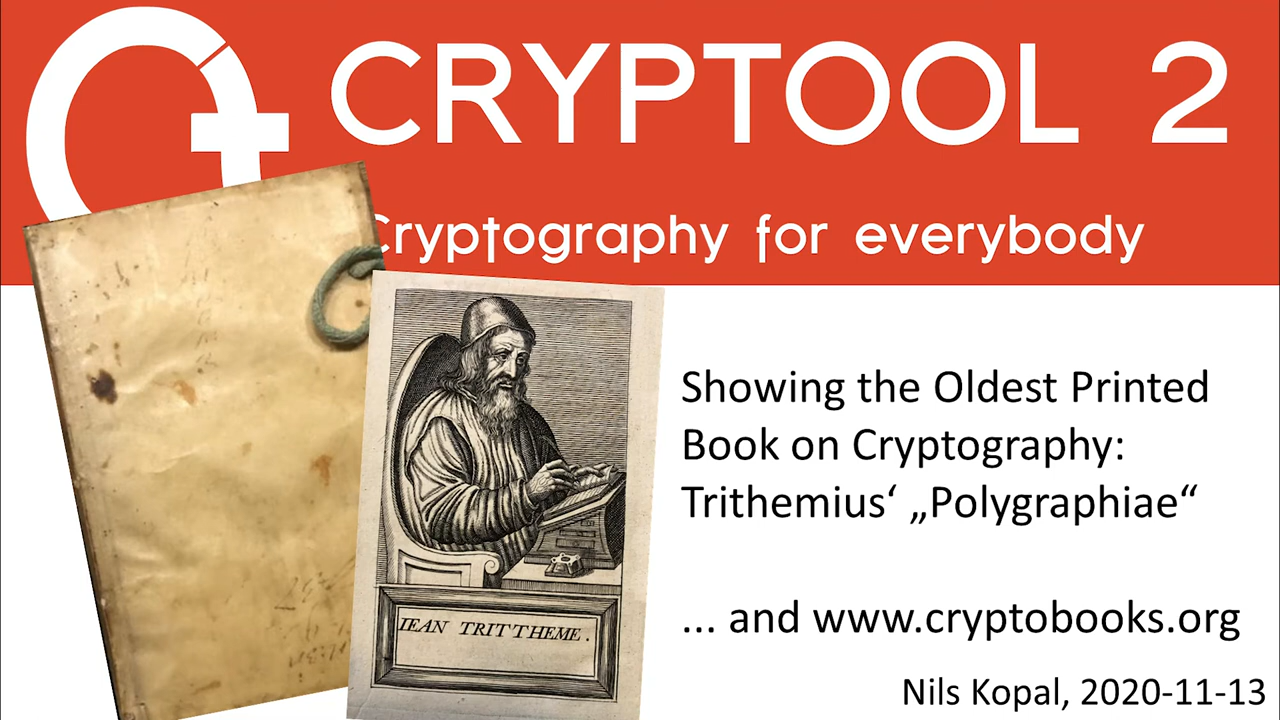 CRYPTOOL 2
Cryptography for everybody
Showing the Oldest Printed
Book on Cryptography:
Trithemius‘ „Polygraphiae“
... and www.cryptobooks.org
IEAN TRITTHEME.
Nils Kopal, 2020-11-13